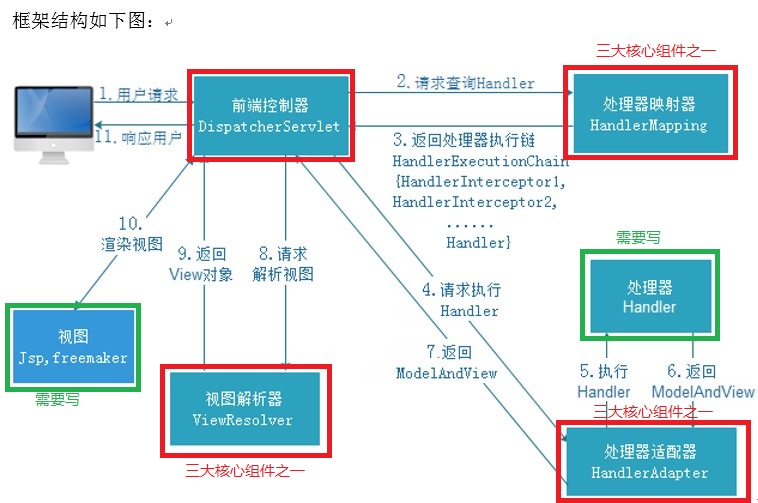 框架结构如下图：
三大核心组件之一
1.用户请求
11.响应用户
前端控制器
DispatcherServlet
2.请求查询Handler
处理器映射器
HandlerMapping
3.返回处理器执行链
HandlerExecutionChain
{HandlerInterceptor1,
HandlerInterceptor2,
......
Handler}
10.
渲染视图
9.返回
View对象
8.请求
解析视图
需要写
处理器
Handler
4.请求执行
Handler
视图
Jsp,freemaker
需要写
7.返回
ModelAndView
5.执行
Handler
6.返回
ModelAndView
视图解析器
ViewResolver
三大核心组件之一
三大核心组件之一
处理器适配器
HandlerAdapter